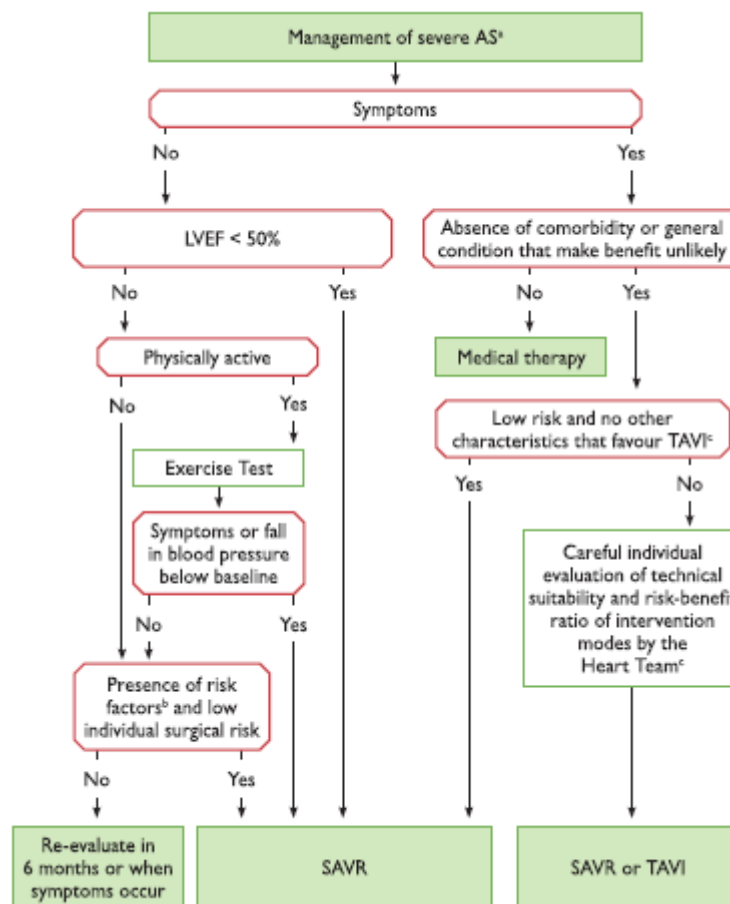 Management of severe ASᵃ
Symptoms
No
Yes
LVEF < 50%
Absence of comorbidity or general
condition that make benefit unlikely
No
Yes
No
Yes
Physically active
Medical therapy
No
Yes
Low risk and no other
characteristics that favour TAVIᶜ
Exercise Test
Yes
No
Symptoms or fall
in blood pressure
below baseline
Careful individual
evaluation of technical
suitability and risk-benefit
ratio of intervention
modes by the
Heart Teamᶜ
No
Yes
Presence of risk
factorsᵇ and low
individual surgical risk
No
Yes
Re-evaluate in
6 months or when
symptoms occur
SAVR
SAVR or TAVI